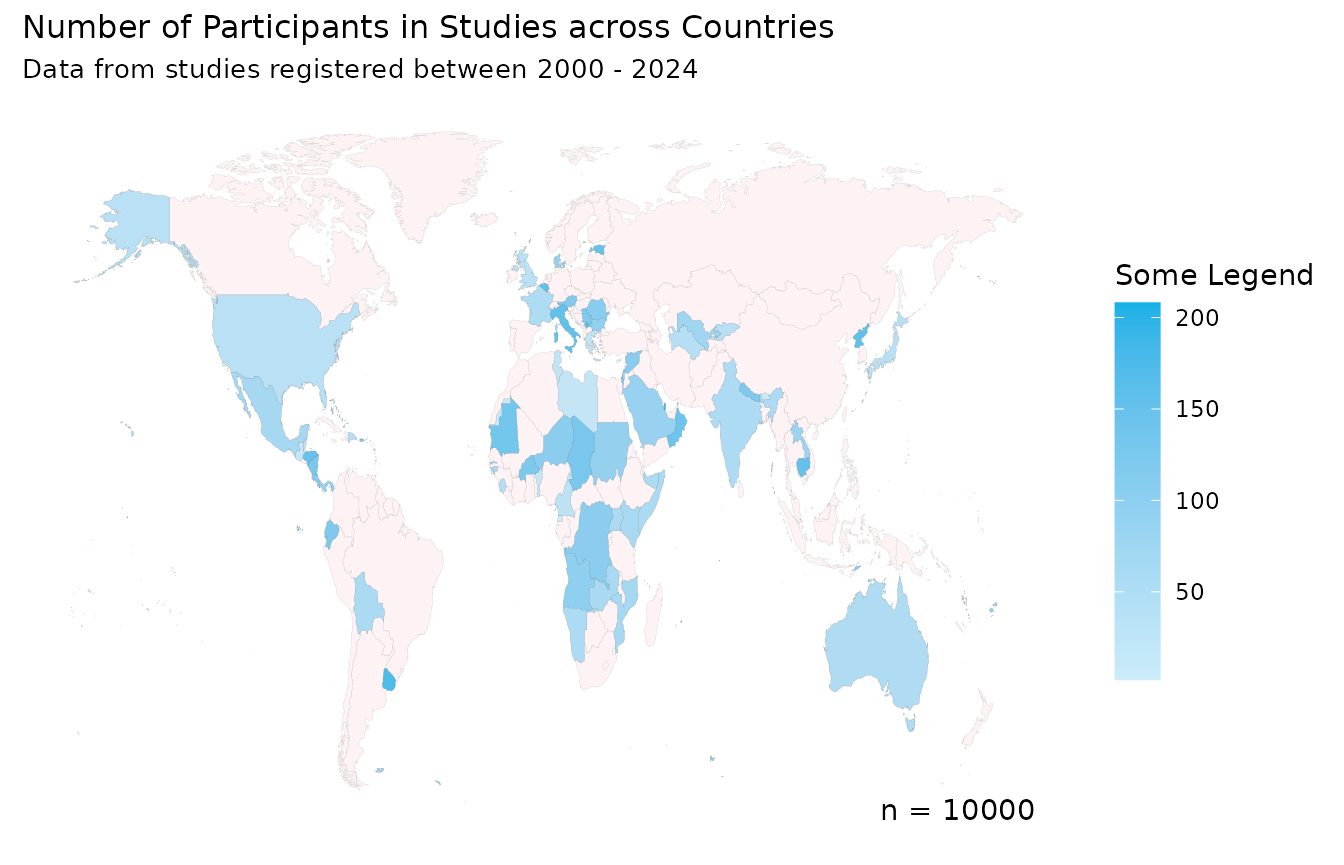 Number of Participants in Studies across Countries
Data from studies registered between 2000 - 2024
Some Legend
200
150
100
50
n = 10000